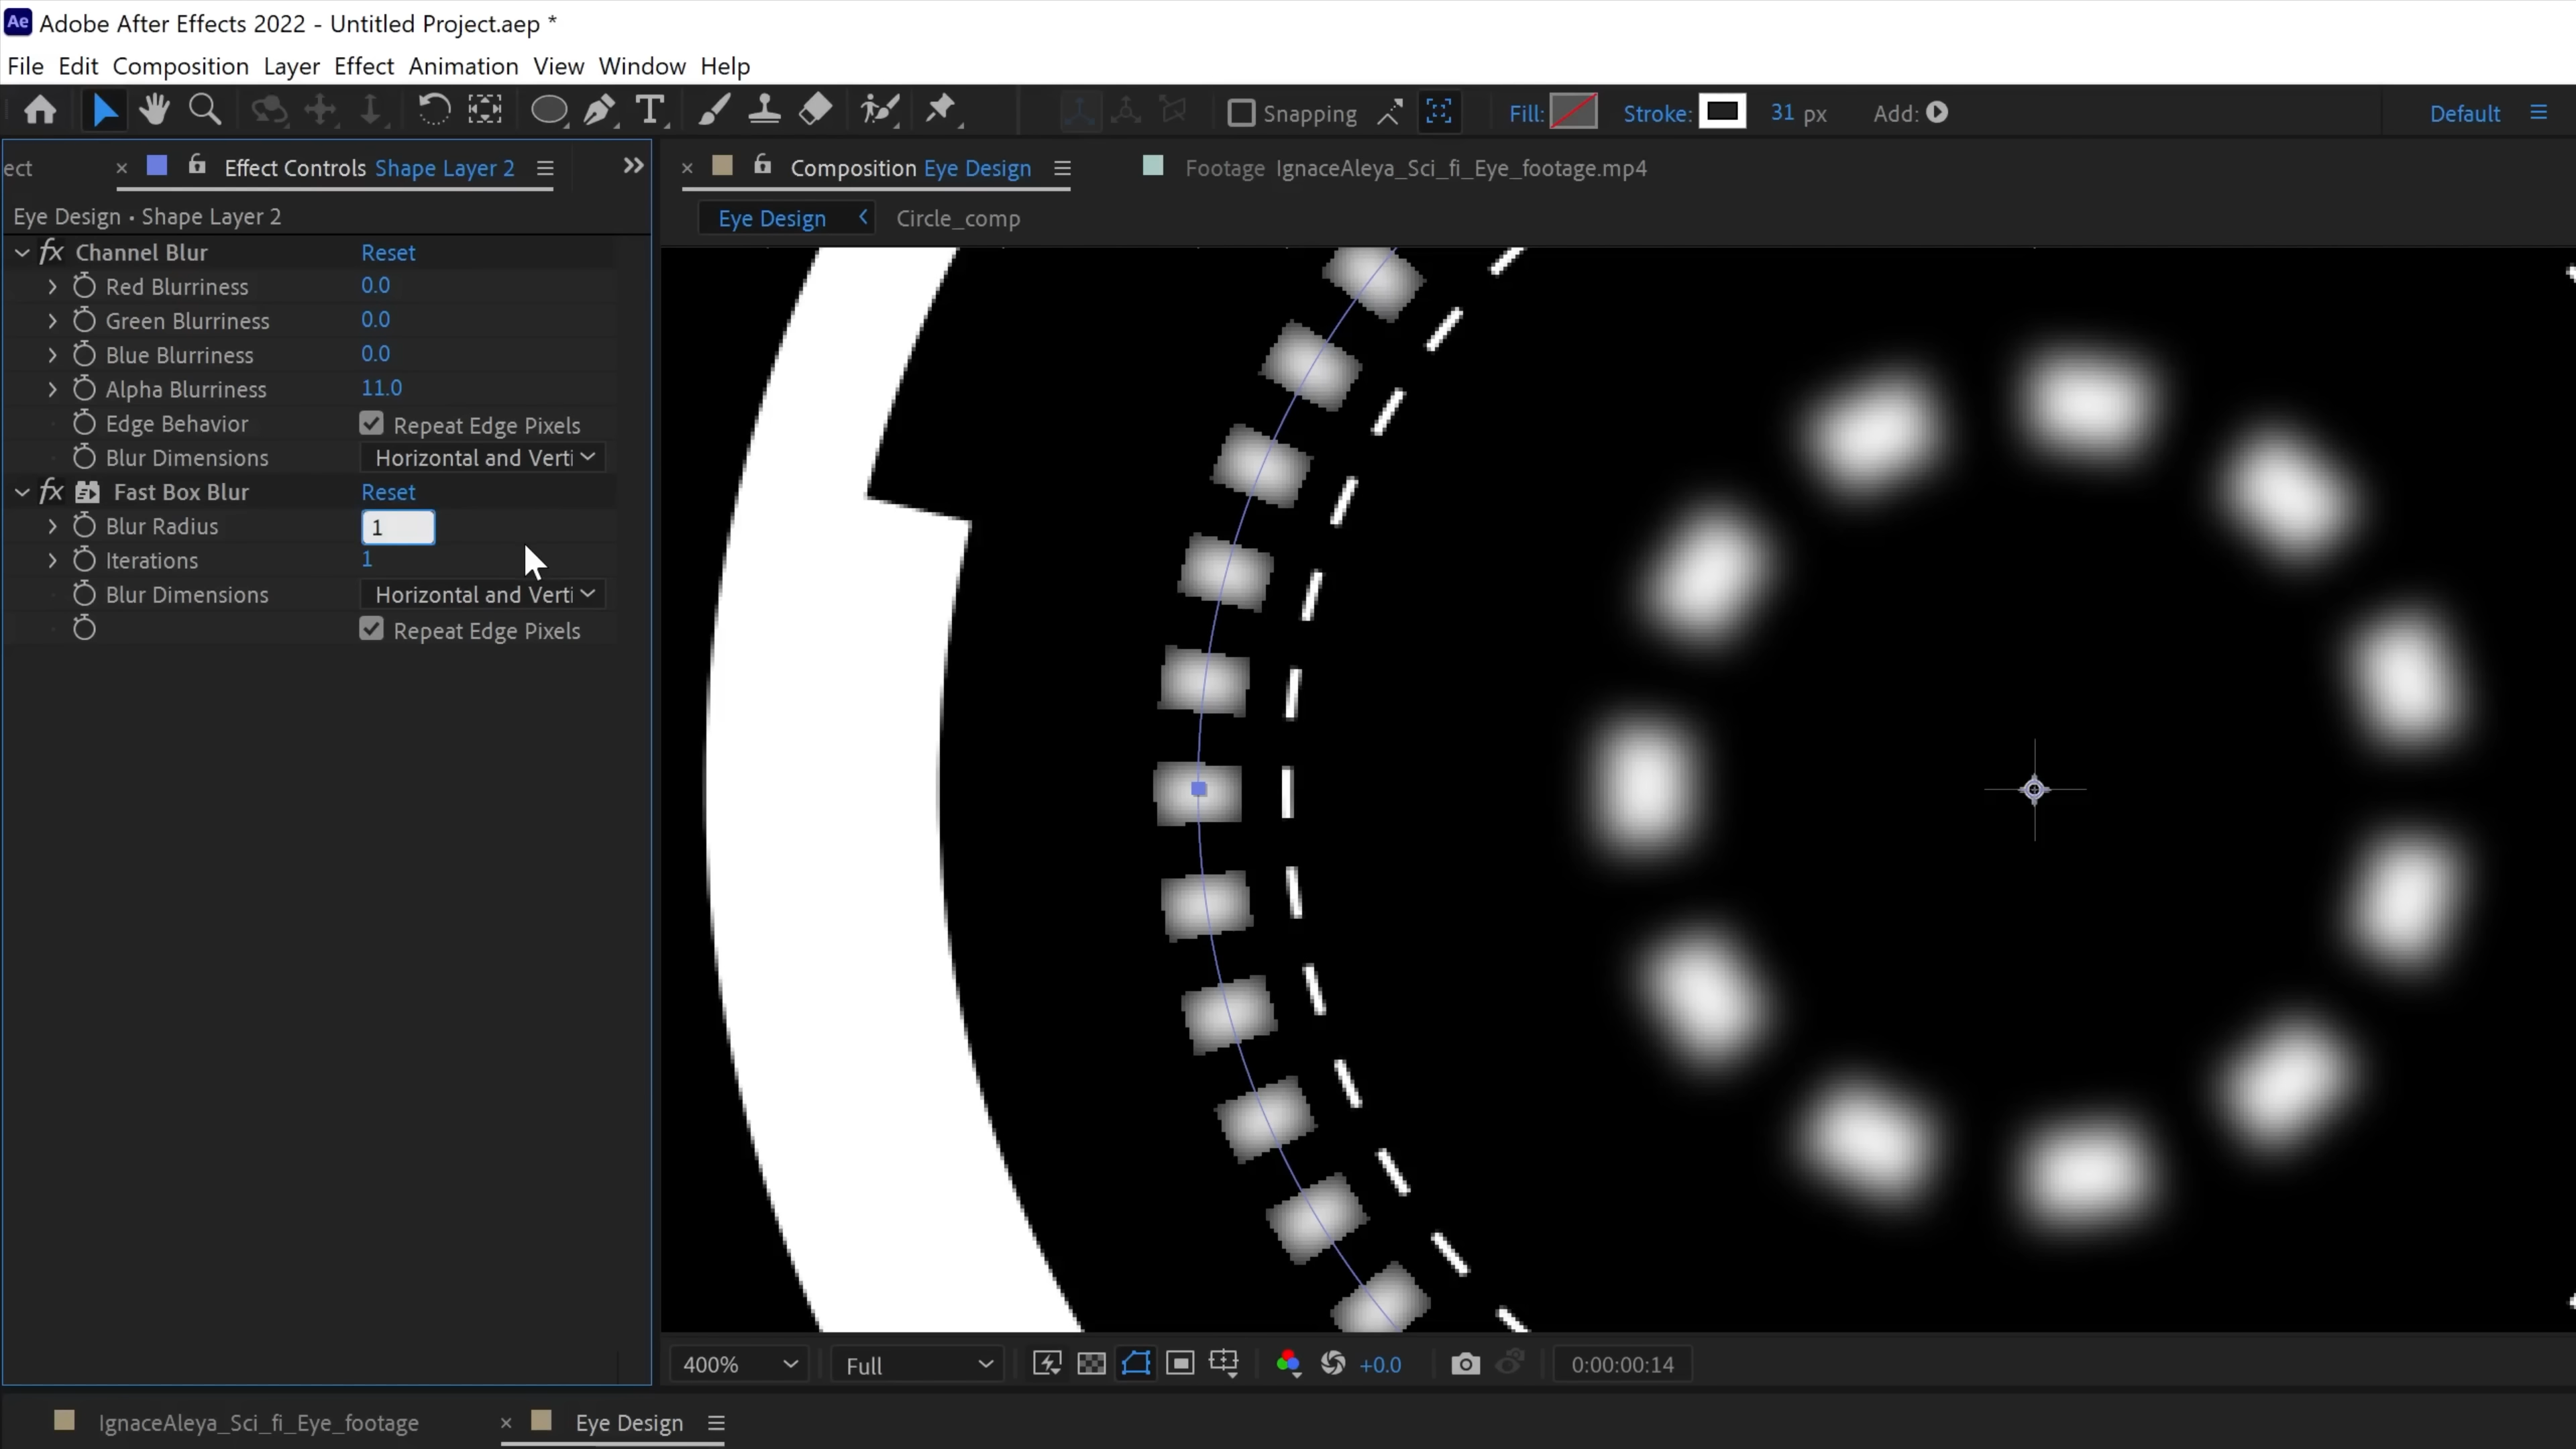 Ae Adobe After Effects 2022 - Untitled Project.aep *
File Edit Composition Layer Effect Animation View Window Help
Snapping Fill: Stroke: 31 px Add: Default
ect × Effect Controls Shape Layer 2
Eye Design • Shape Layer 2
fx Channel Blur Reset
Red Blurriness 0.0
Green Blurriness 0.0
Blue Blurriness 0.0
Alpha Blurriness 11.0
Edge Behavior Repeat Edge Pixels
Blur Dimensions Horizontal and Verti
fx Fast Box Blur Reset
Blur Radius 1
Iterations 1
Blur Dimensions Horizontal and Verti
Repeat Edge Pixels
× Composition Eye Design Footage IgnaceAleya_Sci_fi_Eye_footage.mp4
Eye Design Circle_comp
400% Full +0.0 0:00:00:14
IgnaceAleya_Sci_fi_Eye_footage × Eye Design